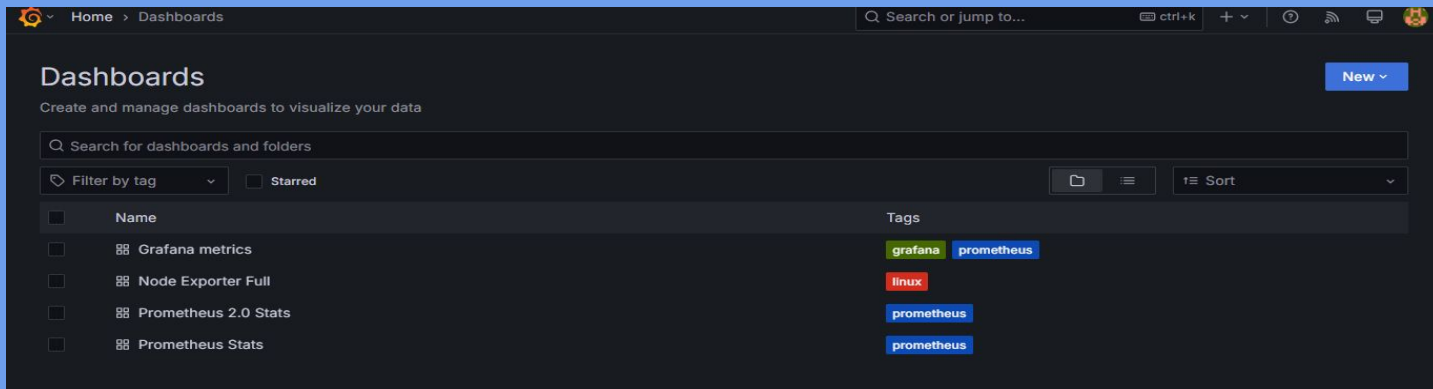 Home › Dashboards Search or jump to... ctrl+k
Dashboards
New
Create and manage dashboards to visualize your data
Search for dashboards and folders
Filter by tag Starred Sort
Name Tags
Grafana metrics grafana prometheus
Node Exporter Full linux
Prometheus 2.0 Stats prometheus
Prometheus Stats prometheus